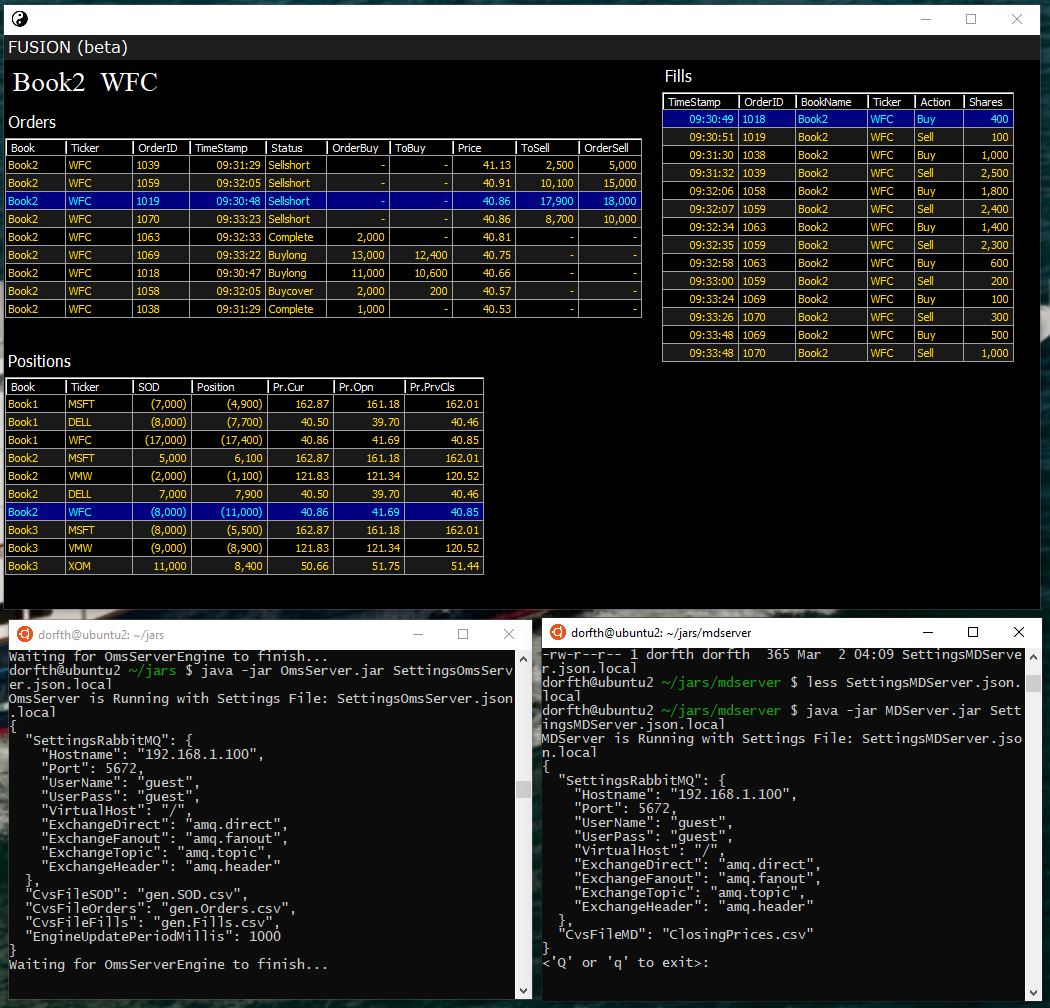 FUSION (beta)
Book2 WFC
Orders
Book Ticker OrderID TimeStamp Status OrderBuy ToBuy Price ToSell OrderSell
Book2 WFC 1039 09:31:29 Sellshort - - 41.13 2,500 5,000
Book2 WFC 1059 09:32:05 Sellshort - - 40.91 10,100 15,000
Book2 WFC 1019 09:30:48 Sellshort - - 40.86 17,900 18,000
Book2 WFC 1070 09:33:23 Sellshort - - 40.86 8,700 10,000
Book2 WFC 1063 09:32:33 Complete 2,000 - 40.81 - -
Book2 WFC 1069 09:33:22 Buylong 13,000 12,400 40.75 - -
Book2 WFC 1018 09:30:47 Buylong 11,000 10,600 40.66 - -
Book2 WFC 1058 09:32:05 Buycover 2,000 200 40.57 - -
Book2 WFC 1038 09:31:29 Complete 1,000 - 40.53 - -
Fills
TimeStamp OrderID BookName Ticker Action Shares
09:30:49 1018 Book2 WFC Buy 400
09:30:51 1019 Book2 WFC Sell 100
09:31:30 1038 Book2 WFC Buy 1,000
09:31:32 1039 Book2 WFC Sell 2,500
09:32:06 1058 Book2 WFC Buy 1,800
09:32:07 1059 Book2 WFC Sell 2,400
09:32:34 1063 Book2 WFC Buy 1,400
09:32:35 1059 Book2 WFC Sell 2,300
09:32:58 1063 Book2 WFC Buy 600
09:33:00 1059 Book2 WFC Sell 200
09:33:24 1069 Book2 WFC Buy 100
09:33:26 1070 Book2 WFC Sell 300
09:33:48 1069 Book2 WFC Buy 500
09:33:48 1070 Book2 WFC Sell 1,000
Positions
Book Ticker SOD Position Pr.Cur Pr.Opn Pr.PrvCls
Book1 MSFT (7,000) (4,900) 162.87 161.18 162.01
Book1 DELL (8,000) (7,700) 40.50 39.70 40.46
Book1 WFC (17,000) (17,400) 40.86 41.69 40.85
Book2 MSFT 5,000 6,100 162.87 161.18 162.01
Book2 VMW (2,000) (1,100) 121.83 121.34 120.52
Book2 DELL 7,000 7,900 40.50 39.70 40.46
Book2 WFC (8,000) (11,000) 40.86 41.69 40.85
Book3 MSFT (8,000) (5,500) 162.87 161.18 162.01
Book3 VMW (9,000) (8,900) 121.83 121.34 120.52
Book3 XOM 11,000 8,400 50.66 51.75 51.44
dorfth@ubuntu2: ~/jars
Waiting for OmsServerEngine to finish...
dorfth@ubuntu2 ~/jars $ java -jar OmsServer.jar SettingsOmsServ
er.json.local
OmsServer is Running with Settings File: SettingsOmsServer.json
.local
{
"SettingsRabbitMQ": {
"Hostname": "192.168.1.100",
"Port": 5672,
"UserName": "guest",
"UserPass": "guest",
"VirtualHost": "/",
"ExchangeDirect": "amq.direct",
"ExchangeFanout": "amq.fanout",
"ExchangeTopic": "amq.topic",
"ExchangeHeader": "amq.header"
},
"CvsFileSOD": "gen.SOD.csv",
"CvsFileOrders": "gen.Orders.csv",
"CvsFileFills": "gen.Fills.csv",
"EngineUpdatePeriodMillis": 1000
}
Waiting for OmsServerEngine to finish...
dorfth@ubuntu2: ~/jars/mdserver
-rw-r--r-- 1 dorfth dorfth 365 Mar 2 04:09 SettingsMDServe
r.json.local
dorfth@ubuntu2 ~/jars/mdserver $ less SettingsMDServer.json.
local
dorfth@ubuntu2 ~/jars/mdserver $ java -jar MDServer.jar Sett
ingsMDServer.json.local
MDServer is Running with Settings File: SettingsMDServer.jso
n.local
{
"SettingsRabbitMQ": {
"Hostname": "192.168.1.100",
"Port": 5672,
"UserName": "guest",
"UserPass": "guest",
"VirtualHost": "/",
"ExchangeDirect": "amq.direct",
"ExchangeFanout": "amq.fanout",
"ExchangeTopic": "amq.topic",
"ExchangeHeader": "amq.header"
},
"CvsFileMD": "ClosingPrices.csv"
}
<'Q' or 'q' to exit>: